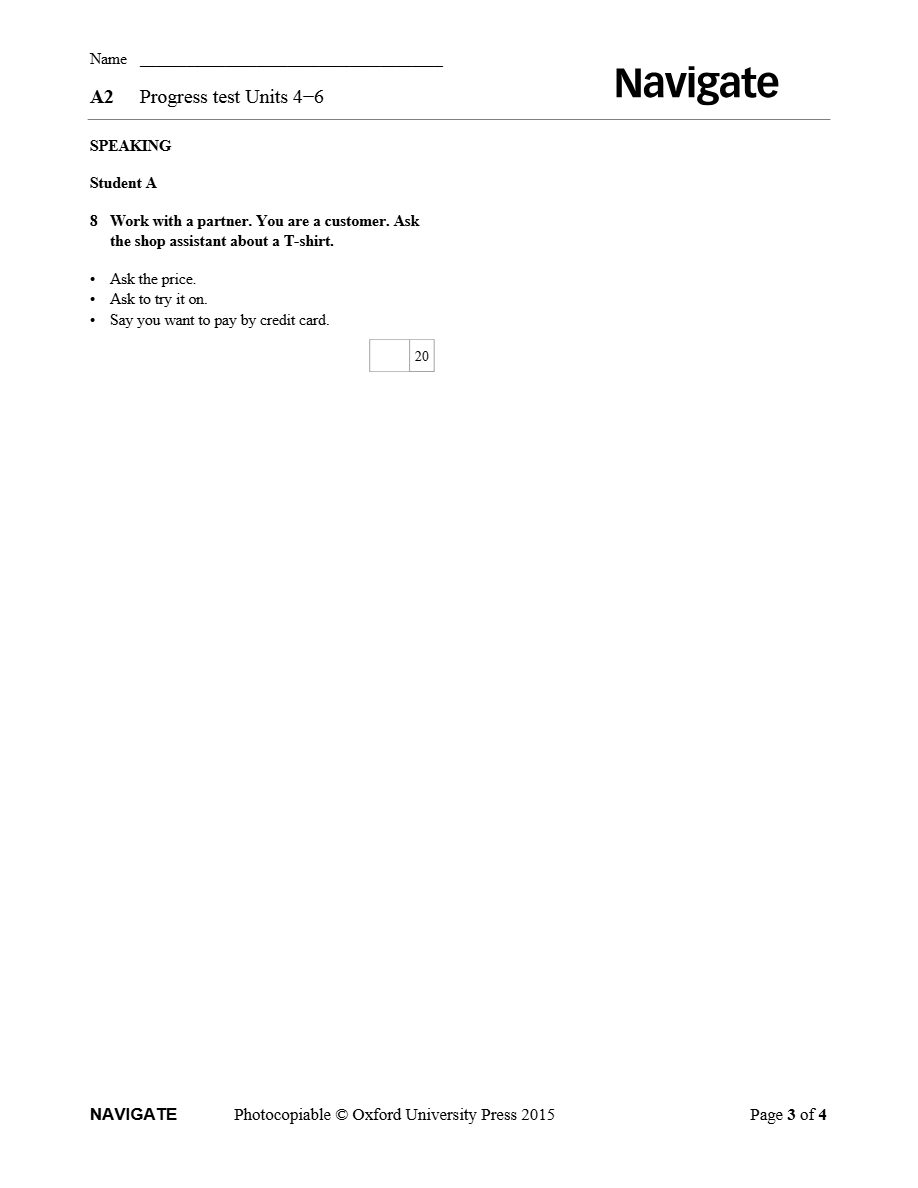 Name ______________________________________
Navigate
A2 Progress test Units 4–6
SPEAKING
Student A
8 Work with a partner. You are a customer. Ask
the shop assistant about a T-shirt.
• Ask the price.
• Ask to try it on.
• Say you want to pay by credit card.
20
NAVIGATE Photocopiable © Oxford University Press 2015 Page 3 of 4